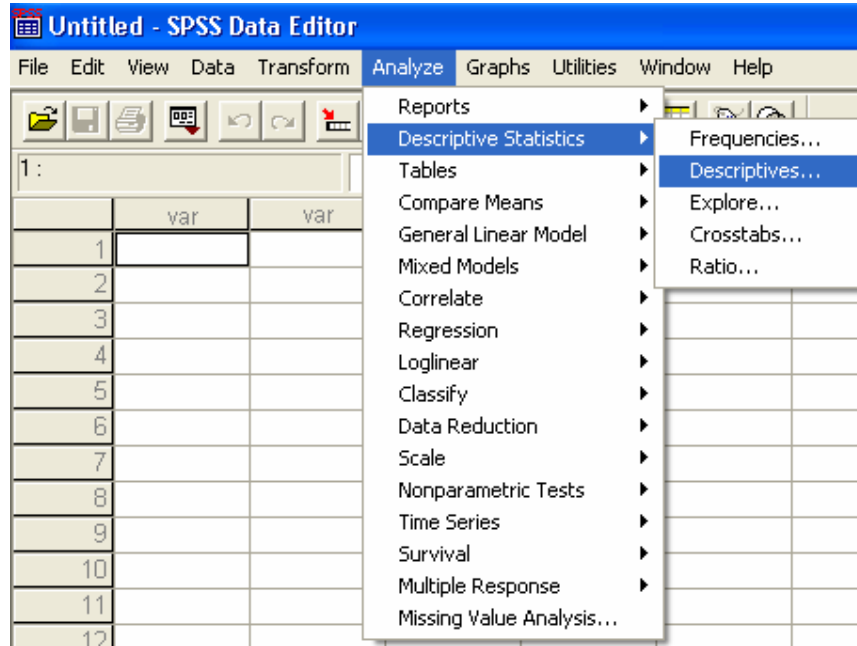 SPSS
Untitled - SPSS Data Editor
File Edit View Data Transform Analyze Graphs Utilities Window Help
1 :
Reports
Descriptive Statistics
Tables
Compare Means
General Linear Model
Mixed Models
Correlate
Regression
Loglinear
Classify
Data Reduction
Scale
Nonparametric Tests
Time Series
Survival
Multiple Response
Missing Value Analysis...
Frequencies...
Descriptives...
Explore...
Crosstabs...
Ratio...
var var
1
2
3
4
5
6
7
8
9
10
11
12